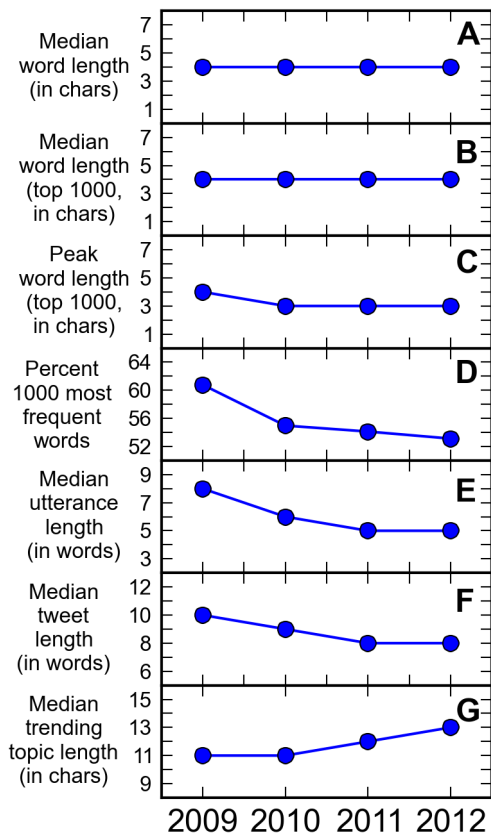 Median
word length
(in chars)
7
5
3
1
A
Median
word length
(top 1000,
in chars)
7
5
3
1
B
Peak
word length
(top 1000,
in chars)
7
5
3
1
C
Percent
1000 most
frequent
words
64
60
56
52
D
Median
utterance
length
(in words)
9
7
5
3
E
Median
tweet
length
(in words)
12
10
8
6
F
Median
trending
topic length
(in chars)
15
13
11
9
G
2009 2010 2011 2012